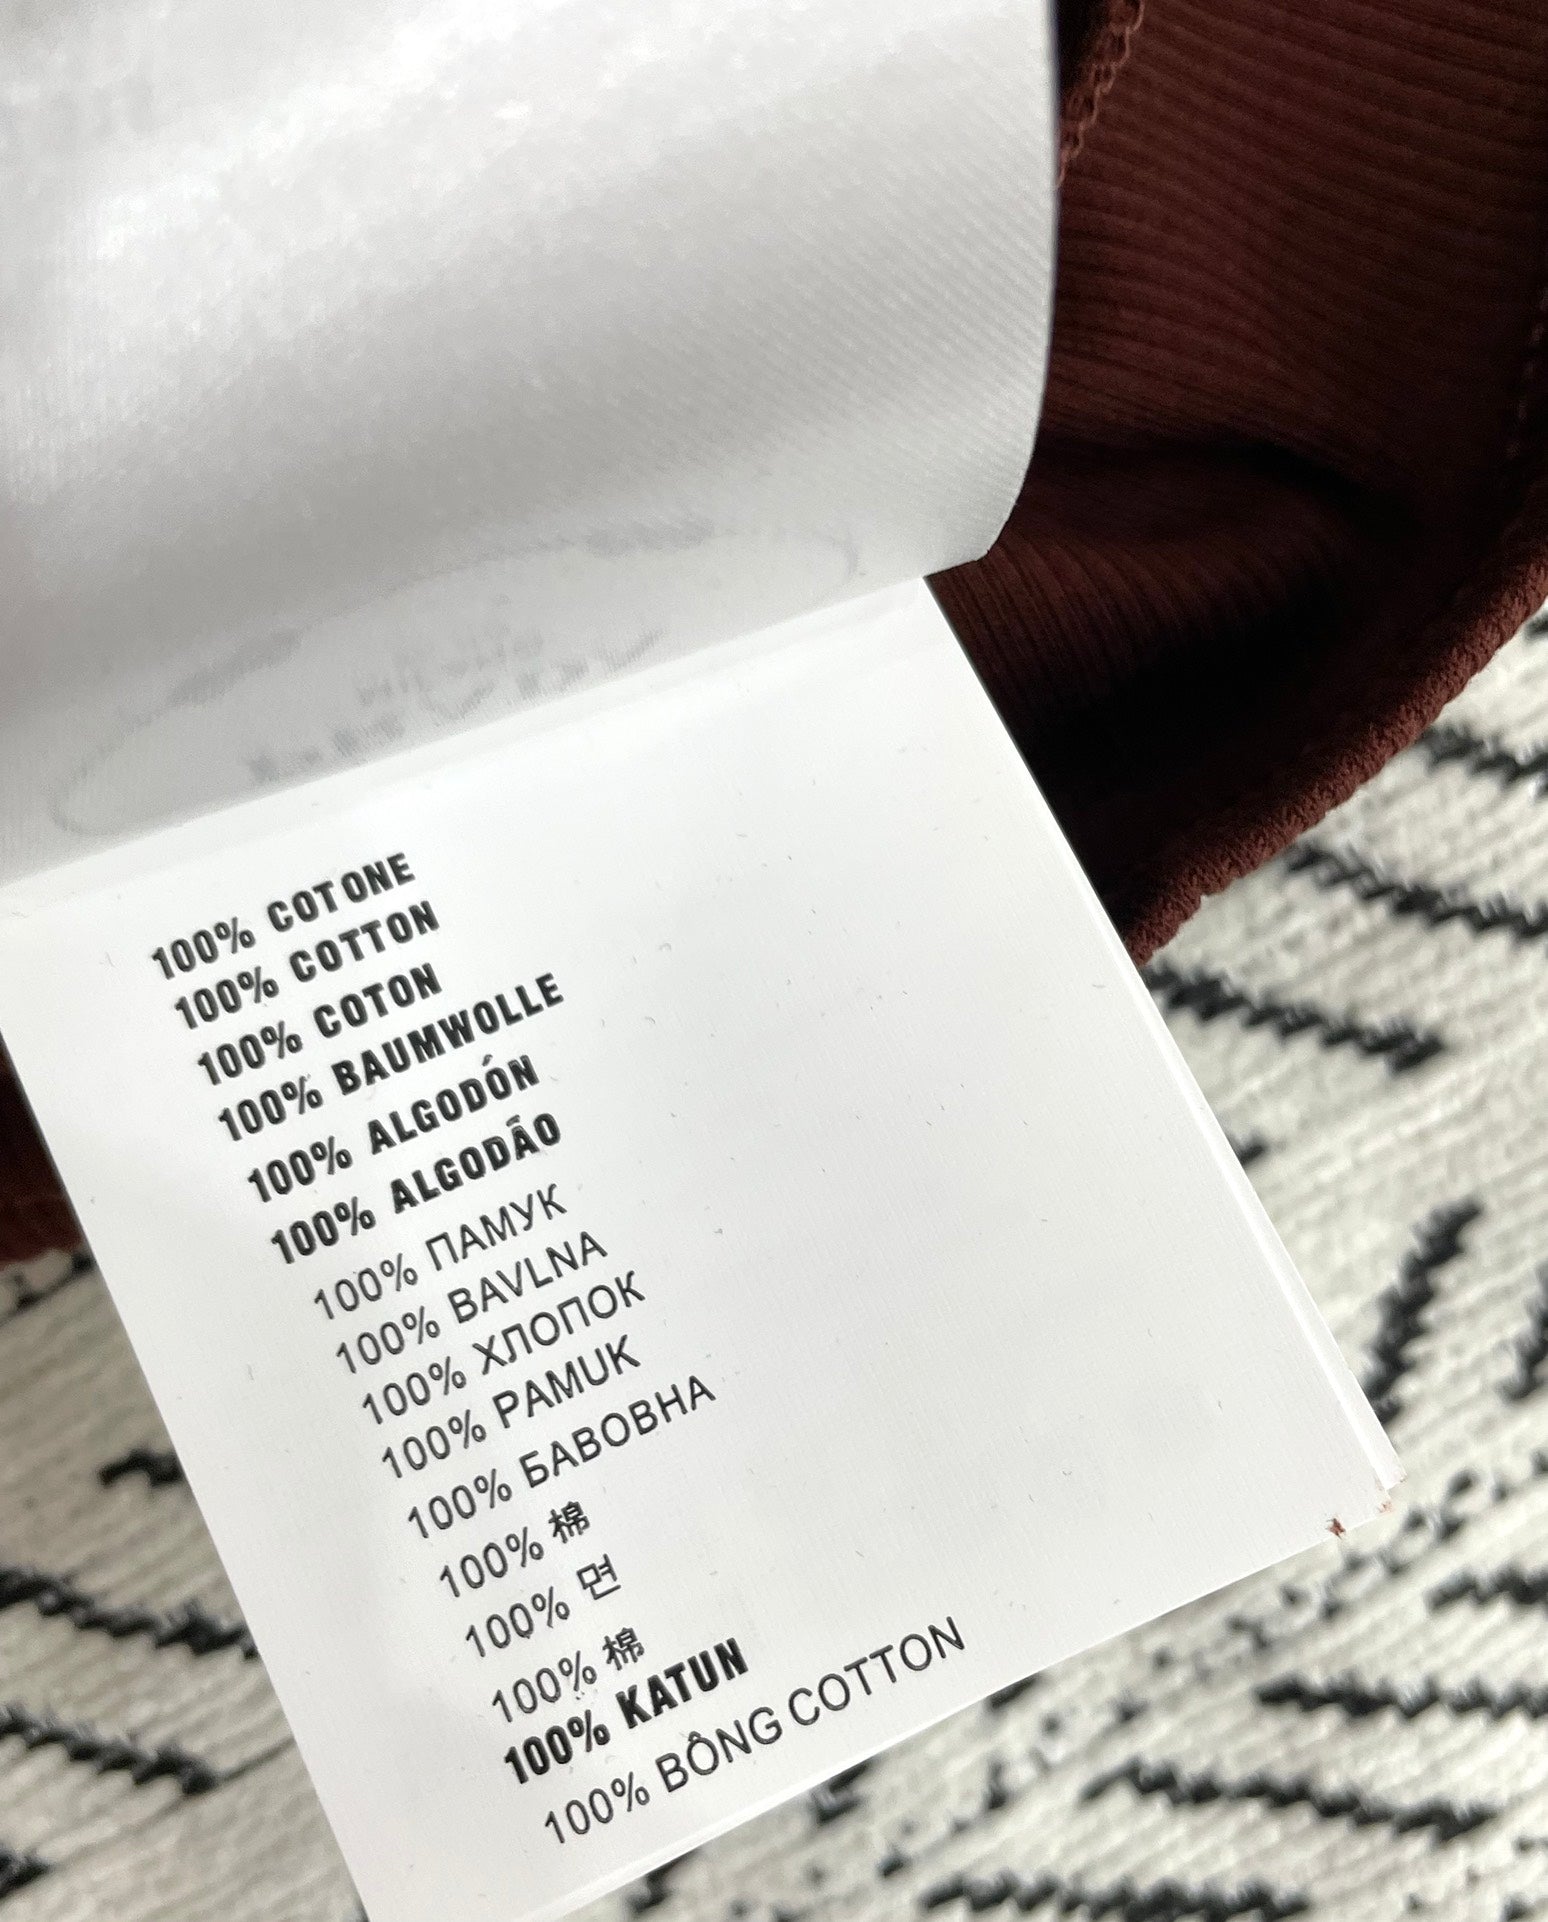 100% COTONE
100% COTTON
100% COTON
100% BAUMWOLLE
100% ALGODÓN
100% ALGODÃO
100% ПАМУК
100% BAVLNA
100% ХЛОПОК
100% PAMUK
100% БАВОВНА
100% 棉
100% 면
100% 棉
100% KATUN
100% BÔNG COTTON